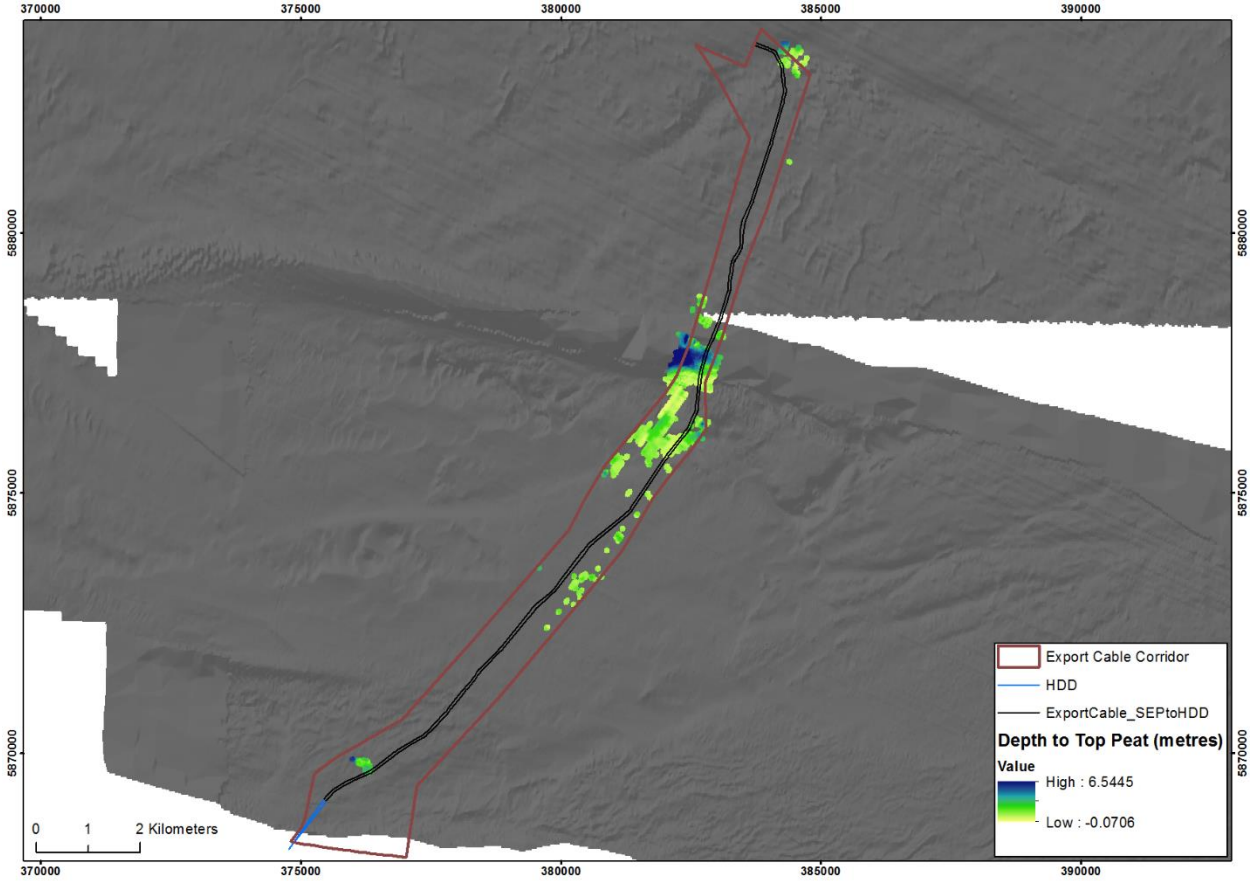 370000 375000 380000 385000 390000
5880000 5880000
5875000 5875000
5870000 5870000
Export Cable Corridor
HDD
ExportCable_SEPtoHDD
Depth to Top Peat (metres)
Value
High : 6.5445
Low : -0.0706
0 1 2 Kilometers
370000 375000 380000 385000 390000